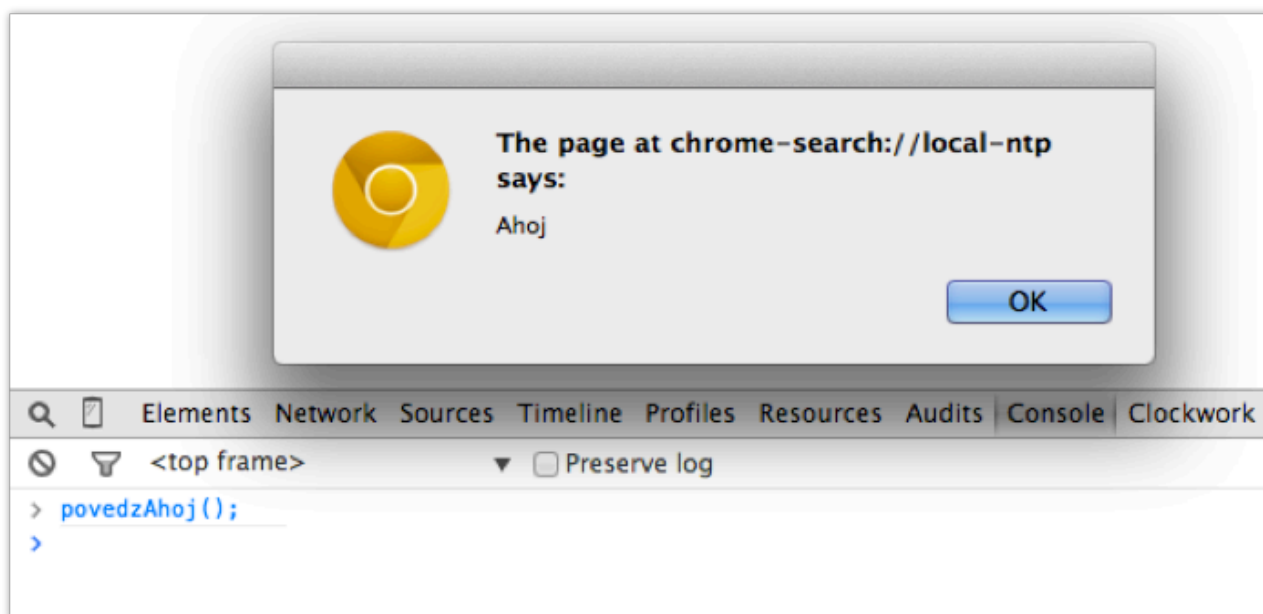 The page at chrome-search://local-ntp
says:
Ahoj
OK
Elements Network Sources Timeline Profiles Resources Audits Console Clockwork
<top frame> ▼ Preserve log
> povedzAhoj();
>